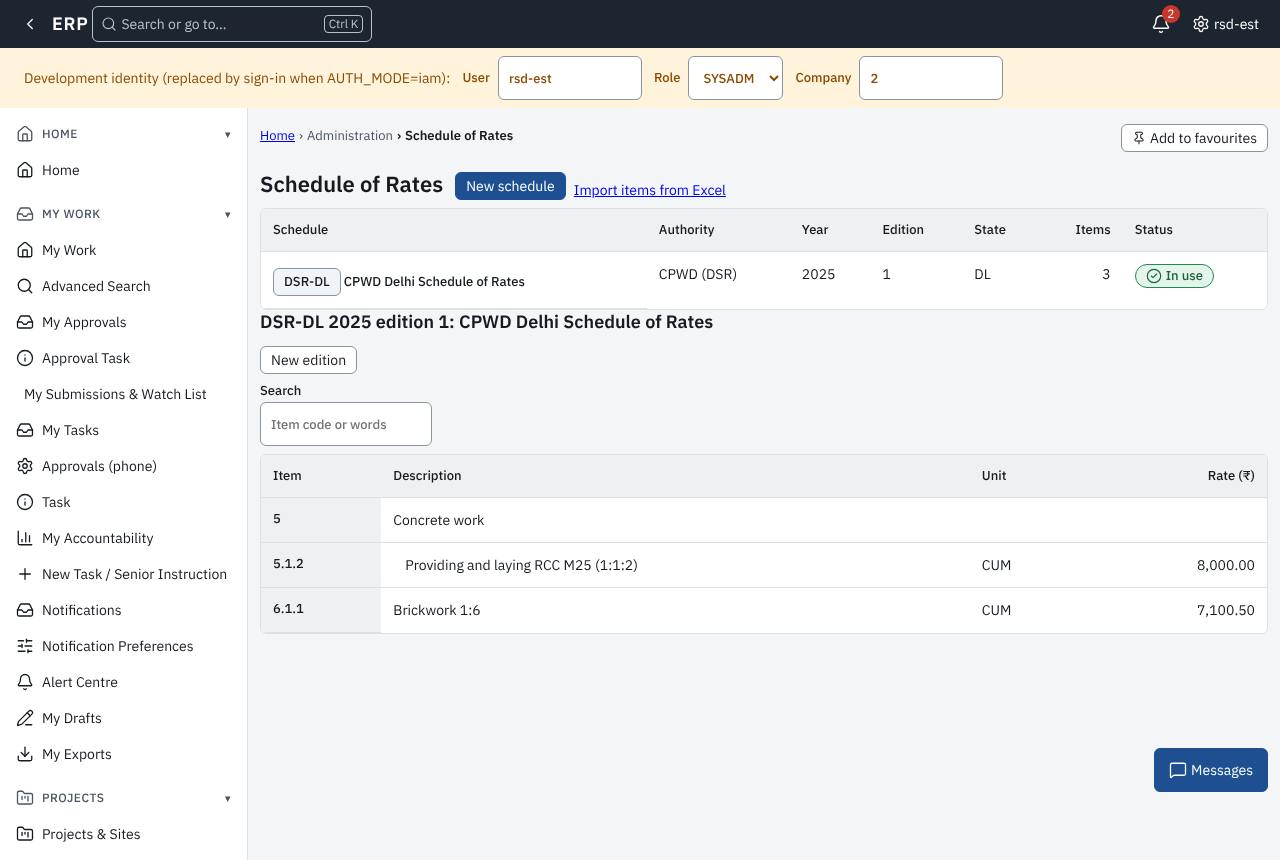 ERP Search or go to... Ctrl K 2 rsd-est
Development identity (replaced by sign-in when AUTH_MODE=iam): User rsd-est Role SYSADM Company 2
HOME
Home
MY WORK
My Work
Advanced Search
My Approvals
Approval Task
My Submissions & Watch List
My Tasks
Approvals (phone)
Task
My Accountability
New Task / Senior Instruction
Notifications
Notification Preferences
Alert Centre
My Drafts
My Exports
PROJECTS
Projects & Sites
Home › Administration › Schedule of Rates
Add to favourites
Schedule of Rates New schedule Import items from Excel
Schedule Authority Year Edition State Items Status
DSR-DL CPWD Delhi Schedule of Rates CPWD (DSR) 2025 1 DL 3 In use
DSR-DL 2025 edition 1: CPWD Delhi Schedule of Rates
New edition
Search
Item code or words
Item Description Unit Rate (₹)
5 Concrete work
5.1.2 Providing and laying RCC M25 (1:1:2) CUM 8,000.00
6.1.1 Brickwork 1:6 CUM 7,100.50
Messages